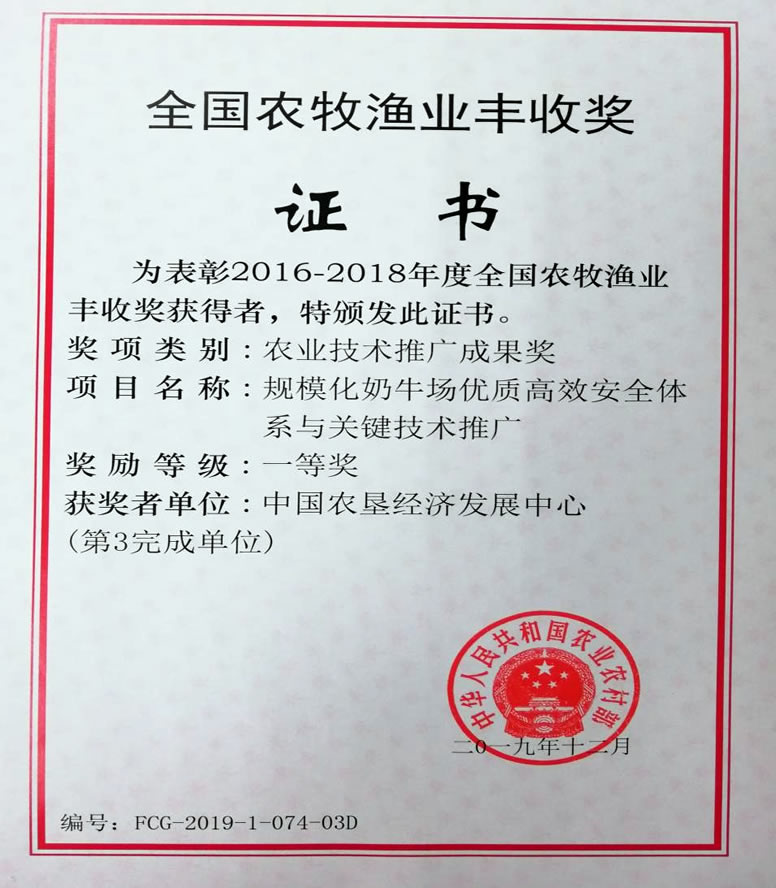 全国农牧渔业丰收奖
证 书
为表彰2016-2018年度全国农牧渔业
丰收奖获得者，特颁发此证书。
奖项类别：农业技术推广成果奖
项目名称：规模化奶牛场优质高效安全体
系与关键技术推广
奖励等级：一等奖
获奖者单位：中国农垦经济发展中心
(第3完成单位)
中华人民共和国农业农村部
二0一九年十二月
编号：FCG-2019-1-074-03D